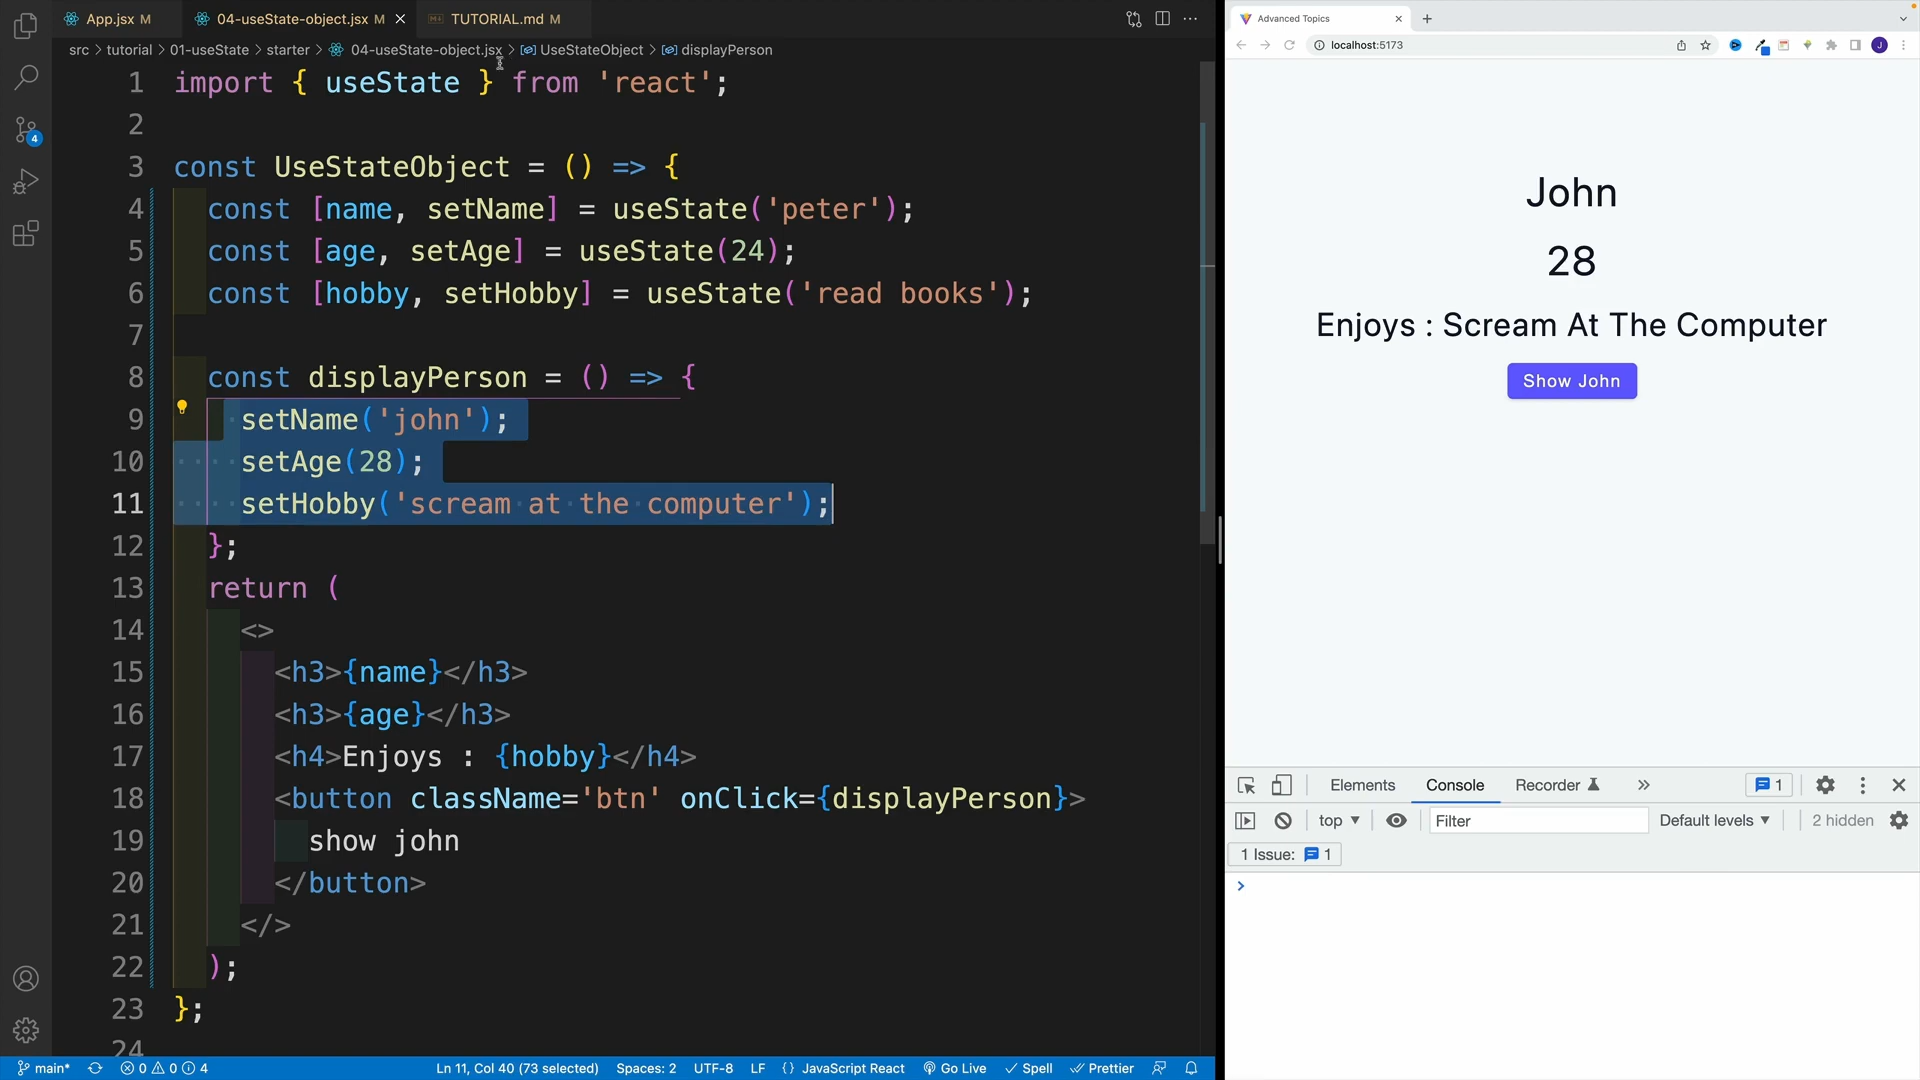 App.jsx M
04-useState-object.jsx M
TUTORIAL.md M
src > tutorial > 01-useState > starter > 04-useState-object.jsx > UseStateObject > displayPerson
1 import { useState } from 'react';
2
3 const UseStateObject = () => {
4 const [name, setName] = useState('peter');
5 const [age, setAge] = useState(24);
6 const [hobby, setHobby] = useState('read books');
7
8 const displayPerson = () => {
9 setName('john');
10 setAge(28);
11 setHobby('scream at the computer');
12 };
13 return (
14 <>
15 <h3>{name}</h3>
16 <h3>{age}</h3>
17 <h4>Enjoys : {hobby}</h4>
18 <button className='btn' onClick={displayPerson}>
19 show john
20 </button>
21 </>
22 );
23 };
24
4
main* 0 0 4 Ln 11, Col 40 (73 selected) Spaces: 2 UTF-8 LF {} JavaScript React Go Live Spell Prettier
Advanced Topics
localhost:5173
J
John
28
Enjoys : Scream At The Computer
Show John
Elements Console Recorder 1
top Filter Default levels 2 hidden
1 Issue: 1